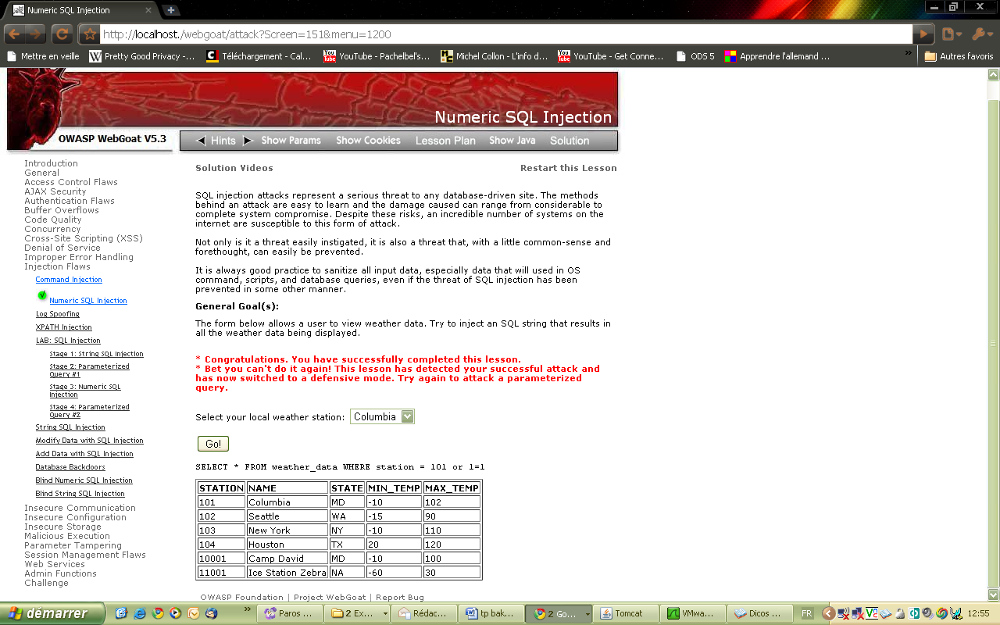 Numeric SQL Injection
http://localhost./webgoat/attack?Screen=151&menu=1200
Mettre en veille
Pretty Good Privacy -...
Téléchargement - Cal...
YouTube - Pachelbel's...
Michel Collon - L'info d...
YouTube - Get Conne...
ODS 5
Apprendre l'allemand ...
»
Autres favoris
Numeric SQL Injection
OWASP WebGoat V5.3
Hints
Show Params
Show Cookies
Lesson Plan
Show Java
Solution
Introduction
General
Access Control Flaws
AJAX Security
Authentication Flaws
Buffer Overflows
Code Quality
Concurrency
Cross-Site Scripting (XSS)
Denial of Service
Improper Error Handling
Injection Flaws
Command Injection
Numeric SQL Injection
Log Spoofing
XPATH Injection
LAB: SQL Injection
Stage 1: String SQL Injection
Stage 2: Parameterized
Query #1
Stage 3: Numeric SQL
Injection
Stage 4: Parameterized
Query #2
String SQL Injection
Modify Data with SQL Injection
Add Data with SQL Injection
Database Backdoors
Blind Numeric SQL Injection
Blind String SQL Injection
Insecure Communication
Insecure Configuration
Insecure Storage
Malicious Execution
Parameter Tampering
Session Management Flaws
Web Services
Admin Functions
Challenge
Solution Videos
Restart this Lesson
SQL injection attacks represent a serious threat to any database-driven site. The methods
behind an attack are easy to learn and the damage caused can range from considerable to
complete system compromise. Despite these risks, an incredible number of systems on the
internet are susceptible to this form of attack.
Not only is it a threat easily instigated, it is also a threat that, with a little common-sense and
forethought, can easily be prevented.
It is always good practice to sanitize all input data, especially data that will used in OS
command, scripts, and database queries, even if the threat of SQL injection has been
prevented in some other manner.
General Goal(s):
The form below allows a user to view weather data. Try to inject an SQL string that results in
all the weather data being displayed.
* Congratulations. You have successfully completed this lesson.
* Bet you can't do it again! This lesson has detected your successful attack and
has now switched to a defensive mode. Try again to attack a parameterized
query.
Select your local weather station: Columbia
Go!
SELECT * FROM weather_data WHERE station = 101 or 1=1
STATION NAME STATE MIN_TEMP MAX_TEMP
101 Columbia MD -10 102
102 Seattle WA -15 90
103 New York NY -10 110
104 Houston TX 20 120
10001 Camp David MD -10 100
11001 Ice Station Zebra NA -60 30
OWASP Foundation | Project WebGoat | Report Bug
démarrer
»
Paros ...
2 Ex...
Rédac...
tp bak...
2 Go...
Tomcat
VMwa...
Dicos ...
FR
12:55